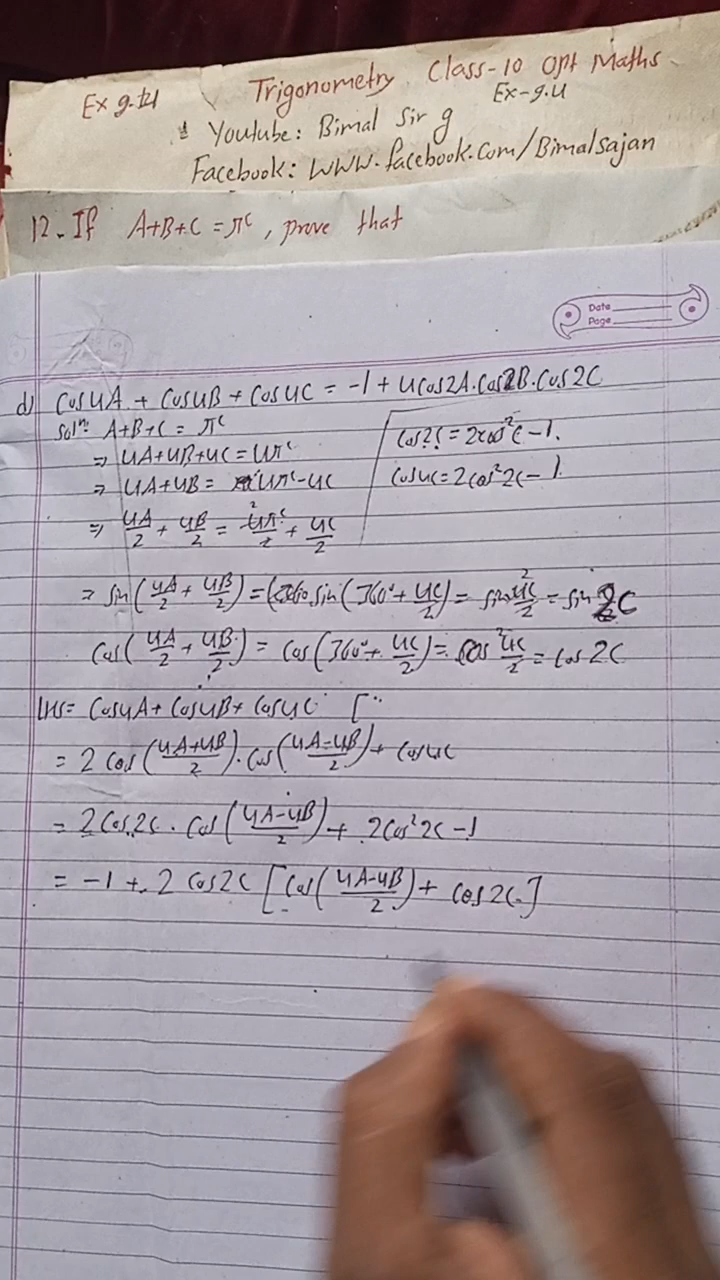 Ex 9.4
Trigonometry Class-10 Opt Maths
Ex-9.4
Youtube: Bimal Sir g
Facebook: WWW.facebook.Com/Bimalsajan
12. If A+B+C = πᶜ, prove that
Date
Page
d) Cos4A + Cos4B + Cos4C = -1 + 4Cos2A.Cos2B.Cos2C
Solⁿ: A+B+C = πᶜ
⇒ 4A+4B+4C = 4πᶜ
⇒ 4A+4B = 4πᶜ-4C
⇒ 4A/2 + 4B/2 = 4πᶜ/2 + 4C/2
Cos2C = 2cos²C-1.
Cos4C = 2cos²2C-1.
⇒ Sin(4A/2 + 4B/2) = sin(360° + 4C/2) = sin 4C/2 = sin 2C
Cos(4A/2 + 4B/2) = Cos(360° + 4C/2) = Cos 4C/2 = Cos 2C
LHS = Cos4A + Cos4B + Cos4C [∵
= 2 Cos(4A+4B/2).Cos(4A-4B/2) + Cos4C
= 2Cos2C . Cos(4A-4B/2) + 2Cos²2C -1
= -1 + 2 Cos2C [Cos(4A-4B/2) + Cos2C]